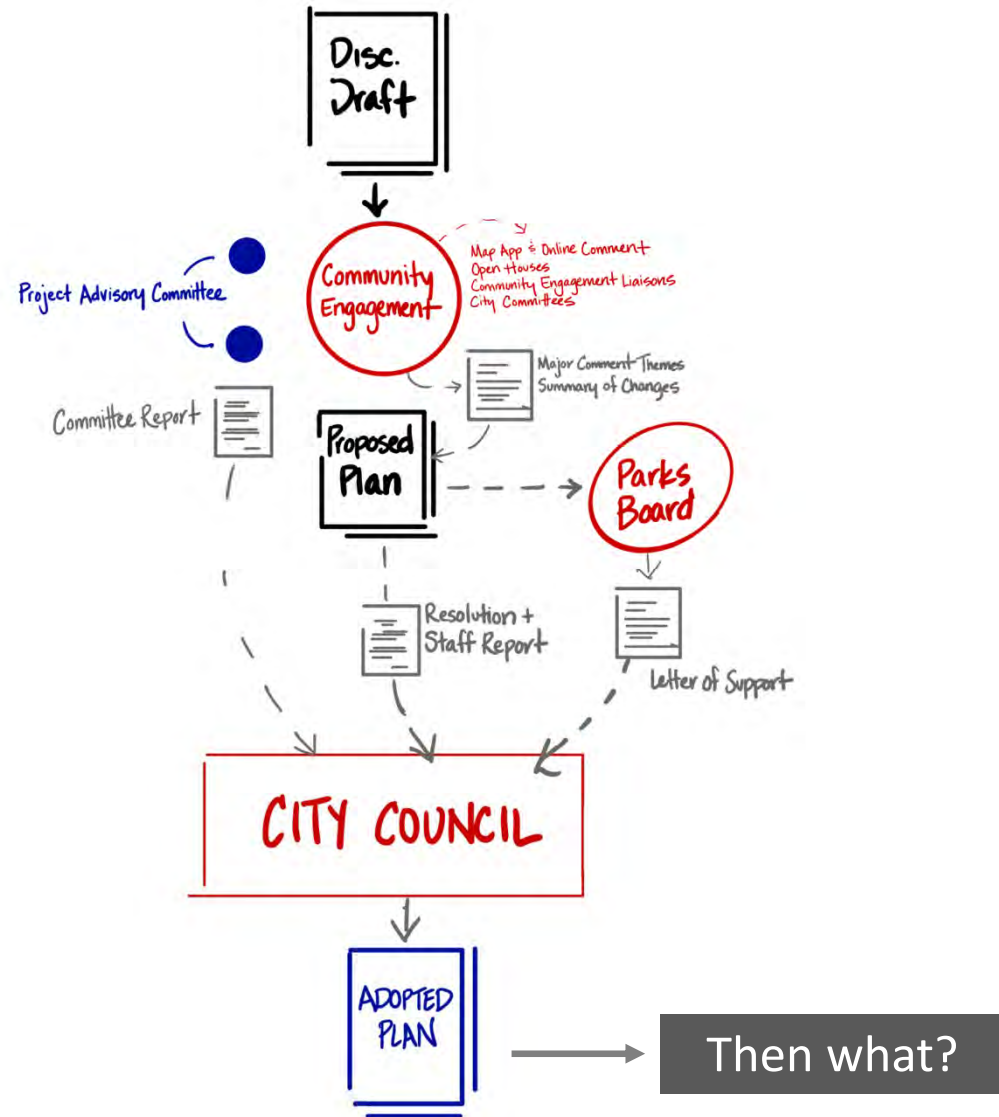 Disc.
Draft
Community
Engagement
Map App & Online Comment
Open Houses
Community Engagement Liaisons
City Committees
Project Advisory Committee
Major Comment Themes
Summary of Changes
Committee Report
Proposed
Plan
Parks
Board
Resolution +
Staff Report
Letter of Support
CITY COUNCIL
ADOPTED
PLAN
Then what?